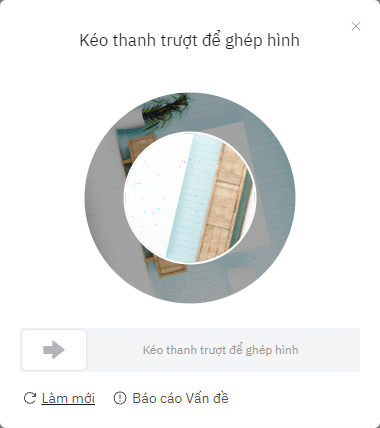 Kéo thanh trượt để ghép hình
Kéo thanh trượt để ghép hình
Làm mới
Báo cáo Vấn đề